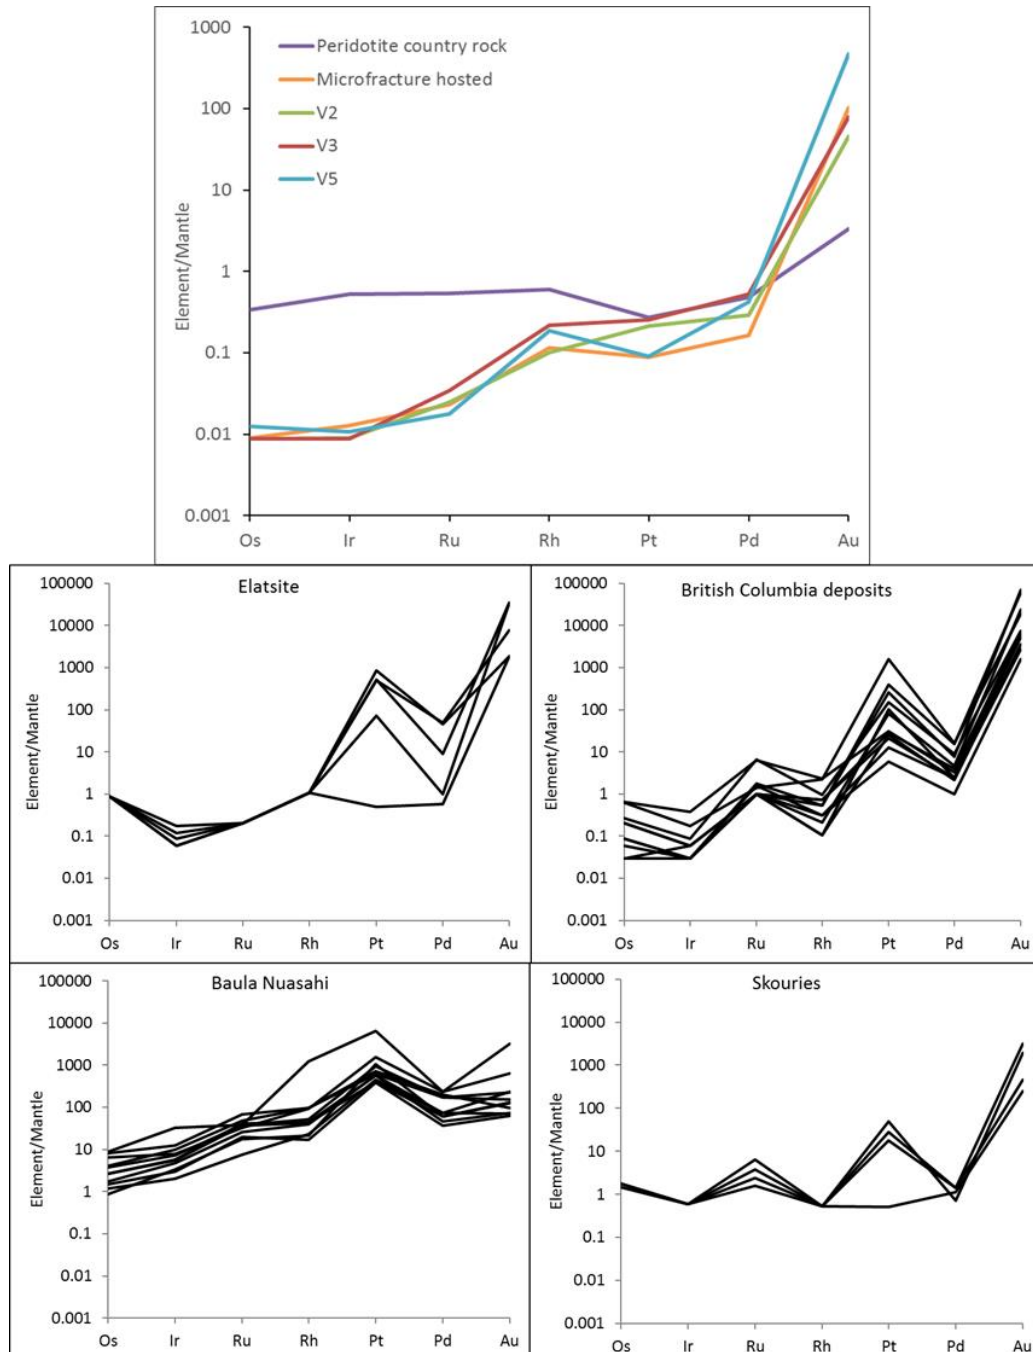 1000
100
10
1
0.1
0.01
0.001
Element/Mantle
Peridotite country rock
Microfracture hosted
V2
V3
V5
Os Ir Ru Rh Pt Pd Au
Elatsite
100000
10000
1000
100
10
1
0.1
0.01
0.001
Element/Mantle
Os Ir Ru Rh Pt Pd Au
British Columbia deposits
100000
10000
1000
100
10
1
0.1
0.01
0.001
Element/Mantle
Os Ir Ru Rh Pt Pd Au
Baula Nuasahi
100000
10000
1000
100
10
1
0.1
0.01
0.001
Element/Mantle
Os Ir Ru Rh Pt Pd Au
Skouries
100000
10000
1000
100
10
1
0.1
0.01
0.001
Element/Mantle
Os Ir Ru Rh Pt Pd Au